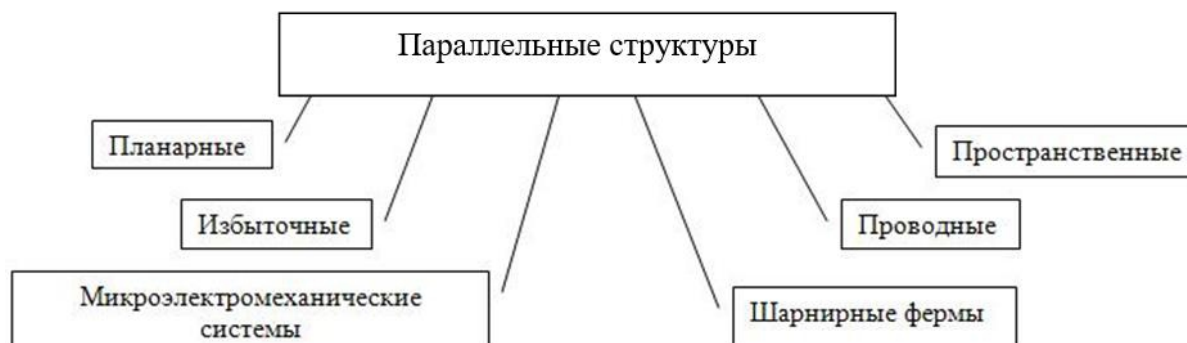 Параллельные структуры
Планарные
Пространственные
Избыточные
Проводные
Микроэлектромеханические
системы
Шарнирные фермы